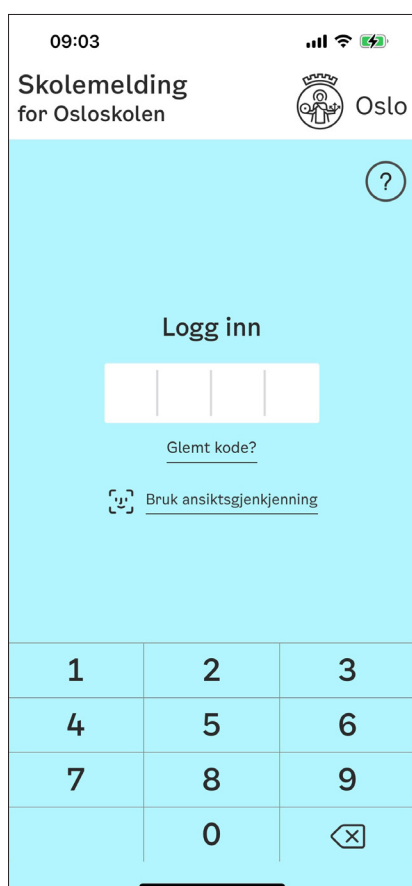 09:03
Skolemelding
for Osloskolen
Oslo
?
Logg inn
Glemt kode?
Bruk ansiktsgjenkjenning
1 2 3
4 5 6
7 8 9
0